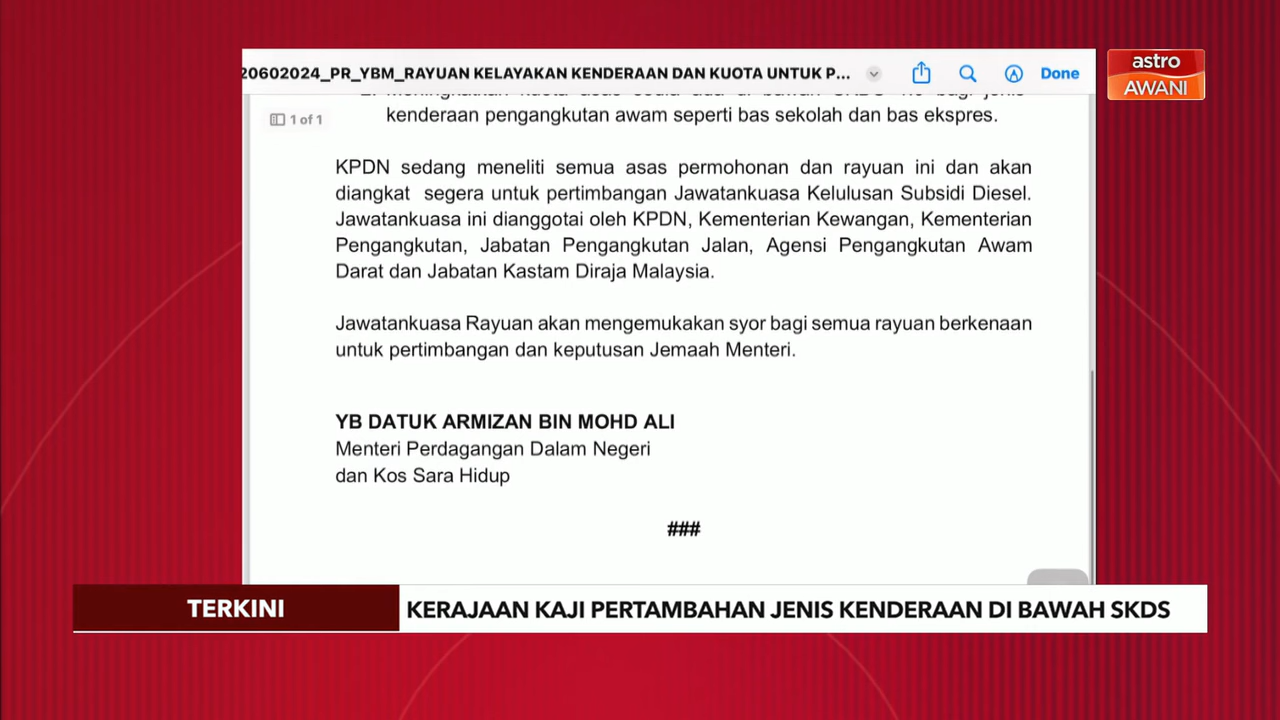 20602024_PR_YBM_RAYUAN KELAYAKAN KENDERAAN DAN KUOTA UNTUK P...
Done
astro
AWANI
1 of 1
kenderaan pengangkutan awam seperti bas sekolah dan bas ekspres.
KPDN sedang meneliti semua asas permohonan dan rayuan ini dan akan
diangkat segera untuk pertimbangan Jawatankuasa Kelulusan Subsidi Diesel.
Jawatankuasa ini dianggotai oleh KPDN, Kementerian Kewangan, Kementerian
Pengangkutan, Jabatan Pengangkutan Jalan, Agensi Pengangkutan Awam
Darat dan Jabatan Kastam Diraja Malaysia.
Jawatankuasa Rayuan akan mengemukakan syor bagi semua rayuan berkenaan
untuk pertimbangan dan keputusan Jemaah Menteri.
YB DATUK ARMIZAN BIN MOHD ALI
Menteri Perdagangan Dalam Negeri
dan Kos Sara Hidup
###
TERKINI
KERAJAAN KAJI PERTAMBAHAN JENIS KENDERAAN DI BAWAH SKDS